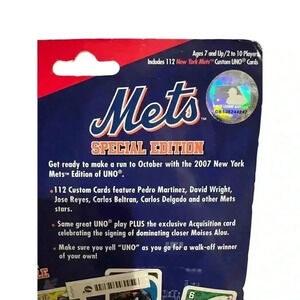 Ages 7 and Up/2 to 10 Players
Includes 112 New York Mets™ Custom UNO® Cards
Mets™
SPECIAL EDITION
Get ready to make a run to October with the 2007 New York
Mets™ Edition of UNO®.
•112 Custom Cards feature Pedro Martinez, David Wright,
Jose Reyes, Carlos Beltran, Carlos Delgado and other Mets
stars.
•Same great UNO® play PLUS the exclusive Acquisition card
celebrating the signing of dominating closer Moises Alou.
•Make sure you yell "UNO" as you go for a walk-off winner
of your own!